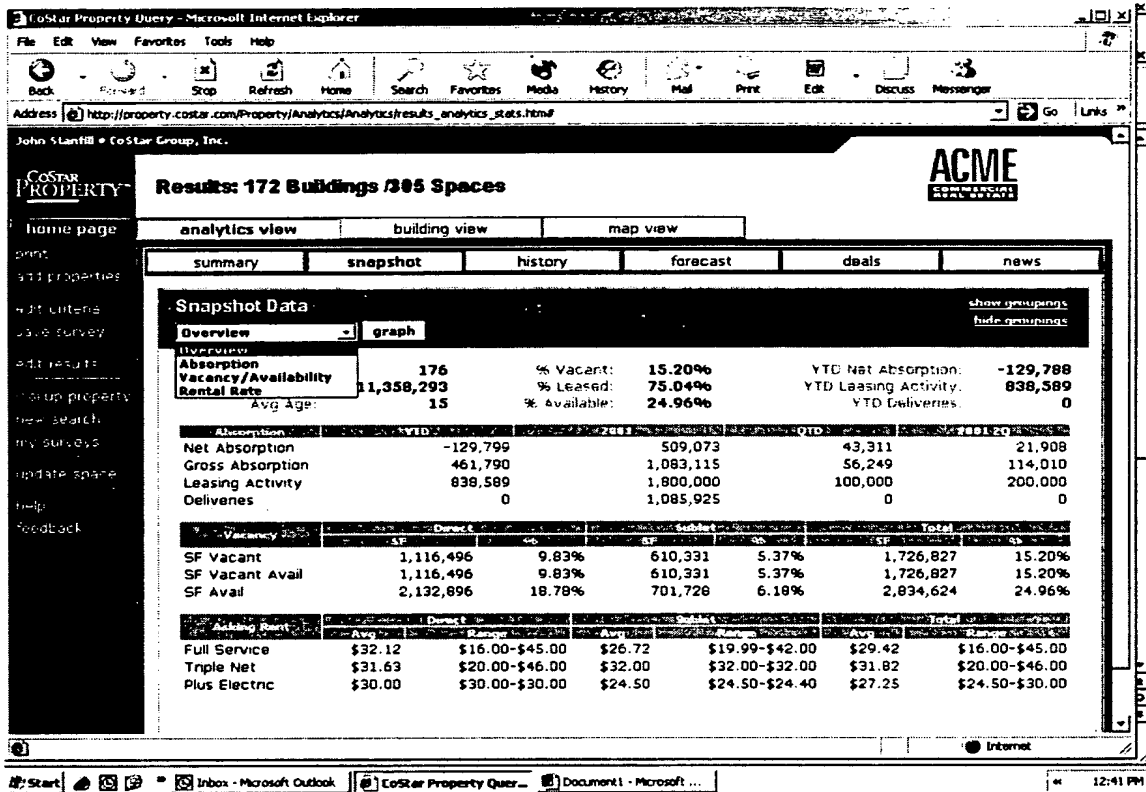 CoStar Property Query - Microsoft Internet Explorer
File Edit View Favorites Tools Help
Back Forward Stop Refresh Home Search Favorites Media History Mail Print Edit Discuss Messenger
Address http://property.costar.com/Property/Analytics/Analytics/results_analytics_stats.htm# Go Links »
John Stanfill • CoStar Group, Inc.
COSTAR PROPERTY™
Results: 172 Buildings /305 Spaces
ACME
COMMERCIAL REAL ESTATE
home page analytics view building view map view
print
add properties
edit criteria
save survey
edit results
property
new search
my surveys
update space
help
feedback
summary snapshot history forecast deals news
Snapshot Data
show groupings
hide groupings
Overview graph
Overview
Absorption
Vacancy/Availability
Rental Rate
176 % Vacant: 15.20% YTD Net Absorption: -129,788
11,358,293 % Leased: 75.04% YTD Leasing Activity: 838,589
Avg Age: 15 % Available: 24.96% YTD Deliveries: 0
Absorption YTD QTD
Net Absorption -129,799 509,073 43,311 21,908
Gross Absorption 461,790 1,083,115 56,249 114,010
Leasing Activity 838,589 1,800,000 100,000 200,000
Deliveries 0 1,085,925 0 0
Vacancy Direct Sublet Total
SF % SF % SF %
SF Vacant 1,116,496 9.83% 610,331 5.37% 1,726,827 15.20%
SF Vacant Avail 1,116,496 9.83% 610,331 5.37% 1,726,827 15.20%
SF Avail 2,132,896 18.78% 701,728 6.18% 2,834,624 24.96%
Asking Rent Direct Sublet Total
Avg Range Avg Range Avg Range
Full Service $32.12 $16.00-$45.00 $26.72 $19.99-$42.00 $29.42 $16.00-$45.00
Triple Net $31.63 $20.00-$46.00 $32.00 $32.00-$32.00 $31.82 $20.00-$46.00
Plus Electric $30.00 $30.00-$30.00 $24.50 $24.50-$24.40 $27.25 $24.50-$30.00
Internet
Start » Inbox - Microsoft Outlook CoStar Property Quer... Document1 - Microsoft ... « 12:41 PM